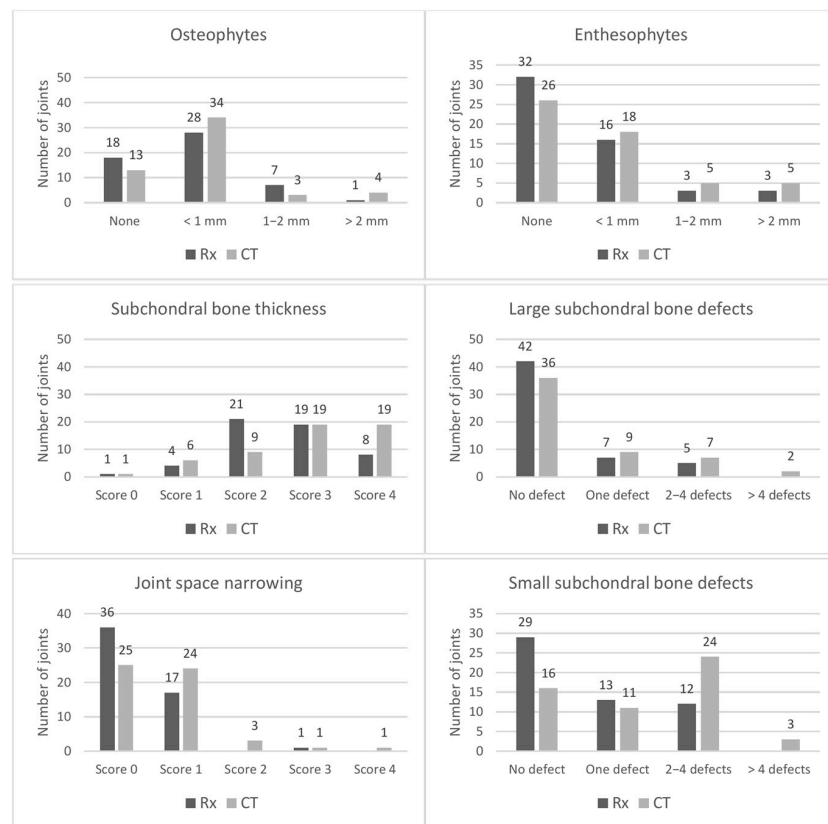 Osteophytes
Number of joints
50
40
30
20
10
0
18
13
28
34
7
3
1
4
None
< 1 mm
1–2 mm
> 2 mm
Rx
CT
Enthesophytes
Number of joints
35
30
25
20
15
10
5
0
32
26
16
18
3
5
3
5
None
< 1 mm
1–2 mm
> 2 mm
Rx
CT
Subchondral bone thickness
Number of joints
50
40
30
20
10
0
1
1
4
6
21
9
19
19
8
19
Score 0
Score 1
Score 2
Score 3
Score 4
Rx
CT
Large subchondral bone defects
Number of joints
50
40
30
20
10
0
42
36
7
9
5
7
2
No defect
One defect
2–4 defects
> 4 defects
Rx
CT
Joint space narrowing
Number of joints
40
30
20
10
0
36
25
17
24
3
1
1
1
Score 0
Score 1
Score 2
Score 3
Score 4
Rx
CT
Small subchondral bone defects
Number of joints
35
30
25
20
15
10
5
0
29
16
13
11
12
24
3
No defect
One defect
2–4 defects
> 4 defects
Rx
CT